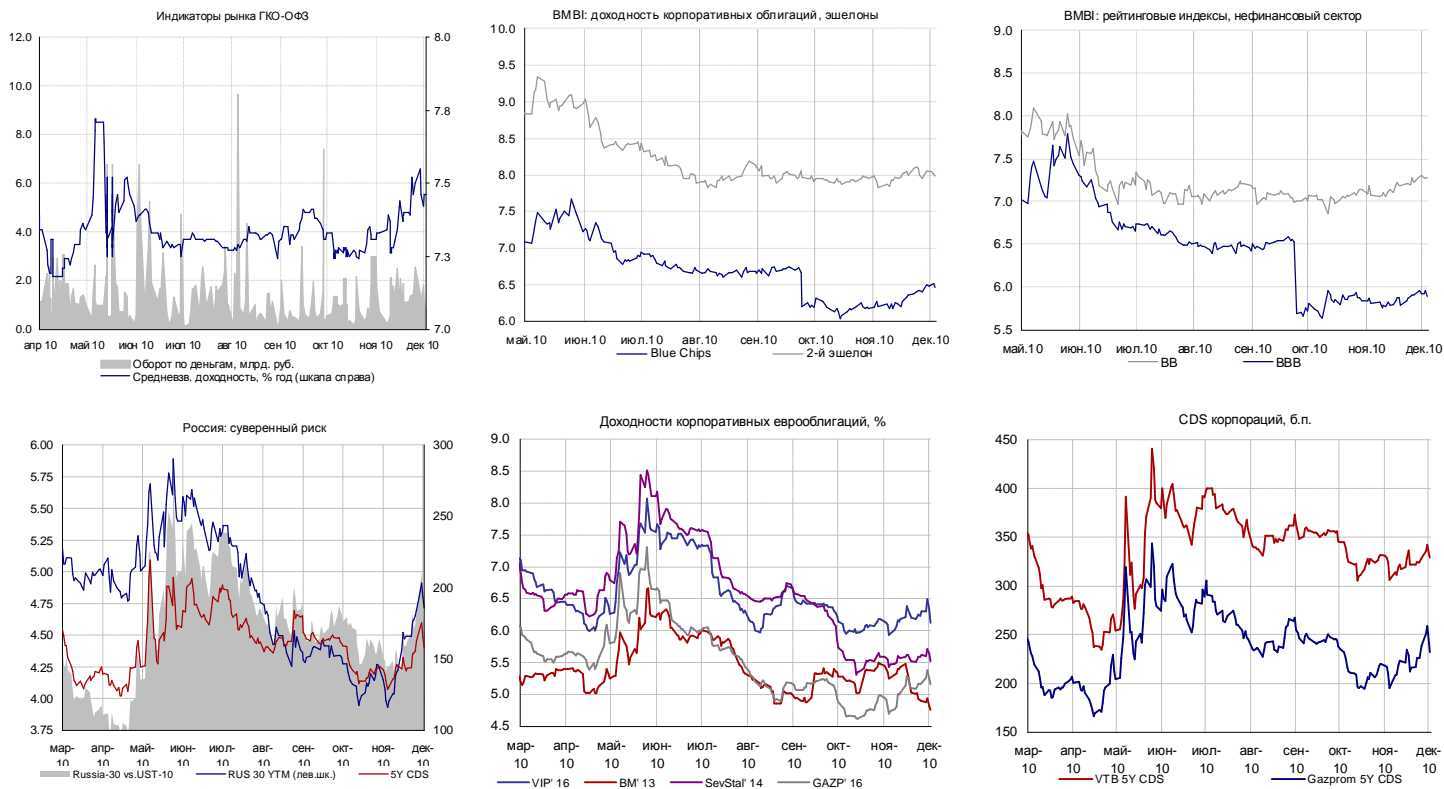 Индикаторы рынка ГКО-ОФЗ
12.0
10.0
8.0
6.0
4.0
2.0
0.0
8.0
7.8
7.5
7.3
7.0
апр 10 май 10 июн 10 июл 10 авг 10 сен 10 окт 10 ноя 10 дек 10
Оборот по деньгам, млрд. руб.
Средневзв. доходность, % год (шкала справа)
BMBI: доходность корпоративных облигаций, эшелоны
10.0
9.5
9.0
8.5
8.0
7.5
7.0
6.5
6.0
май.10 июн.10 июл.10 авг.10 сен.10 окт.10 ноя.10 дек.10
Blue Chips 2-й эшелон
BMBI: рейтинговые индексы, нефинансовый сектор
9.0
8.5
8.0
7.5
7.0
6.5
6.0
5.5
май.10 июн.10 июл.10 авг.10 сен.10 окт.10 ноя.10 дек.10
BB BBB
Россия: суверенный риск
6.00
5.75
5.50
5.25
5.00
4.75
4.50
4.25
4.00
3.75
300
250
200
150
100
мар- апр- май- июн- июл- авг- сен- окт- ноя- дек-
10 10 10 10 10 10 10 10 10 10
Russia-30 vs.UST-10 RUS 30 YTM (лев.шк.) 5Y CDS
Доходности корпоративных еврооблигаций, %
9.0
8.5
8.0
7.5
7.0
6.5
6.0
5.5
5.0
4.5
мар- апр- май- июн- июл- авг- сен- окт- ноя- дек-
10 10 10 10 10 10 10 10 10 10
VIP' 16 BM' 13 SevStal' 14 GAZP' 16
CDS корпораций, б.п.
450
400
350
300
250
200
150
мар- апр- май- июн- июл- авг- сен- окт- ноя- дек-
10 10 10 10 10 10 10 10 10 10
VTB 5Y CDS Gazprom 5Y CDS